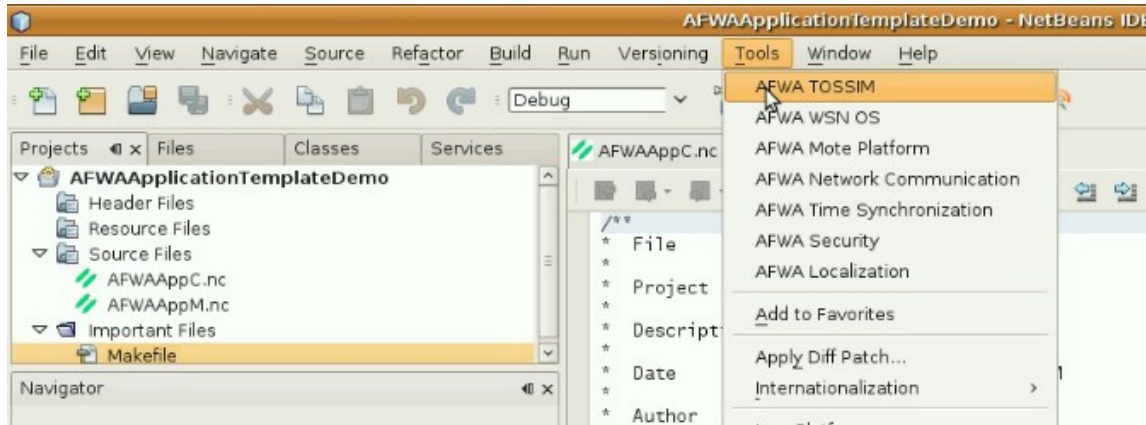 AFWAApplicationTemplateDemo - NetBeans IDE
File Edit View Navigate Source Refactor Build Run Versioning Tools Window Help
Debug
Projects Files Classes Services
AFWAApplicationTemplateDemo
Header Files
Resource Files
Source Files
AFWAAppC.nc
AFWAAppM.nc
Important Files
Makefile
Navigator
AFWAAppC.nc
/**
* File
*
* Project
*
*
*
* Date
*
* Author
AFWA TOSSIM
AFWA WSN OS
AFWA Mote Platform
AFWA Network Communication
AFWA Time Synchronization
AFWA Security
AFWA Localization
Add to Favorites
Apply Diff Patch...
Internationalization